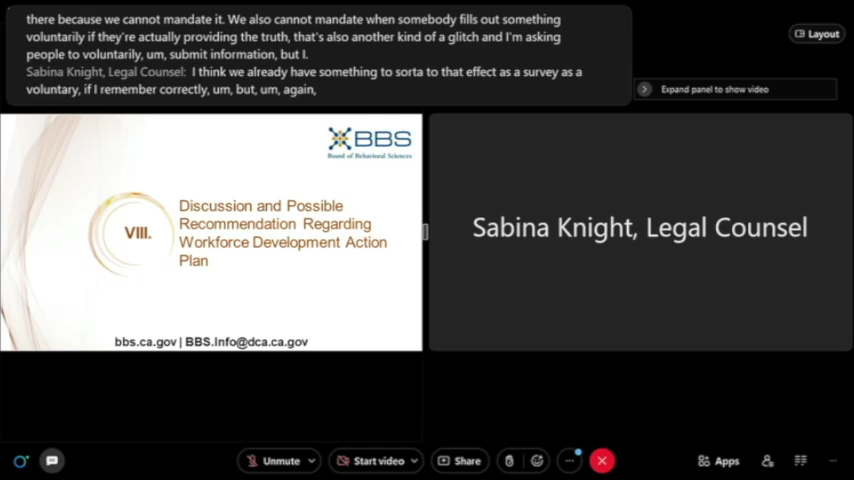 there because we cannot mandate it. We also cannot mandate when somebody fills out something
voluntarily if they're actually providing the truth, that's also another kind of a glitch and I'm asking
people to voluntarily, um, submit information, but I.
Sabina Knight, Legal Counsel: I think we already have something to sorta to that effect as a survey as a
voluntary, if I remember correctly, um, but, um, again,
Layout
Expand panel to show video
BBS
Board of Behavioral Sciences
VIII.
Discussion and Possible
Recommendation Regarding
Workforce Development Action
Plan
bbs.ca.gov | BBS.Info@dca.ca.gov
Sabina Knight, Legal Counsel
Unmute
Start video
Share
Apps